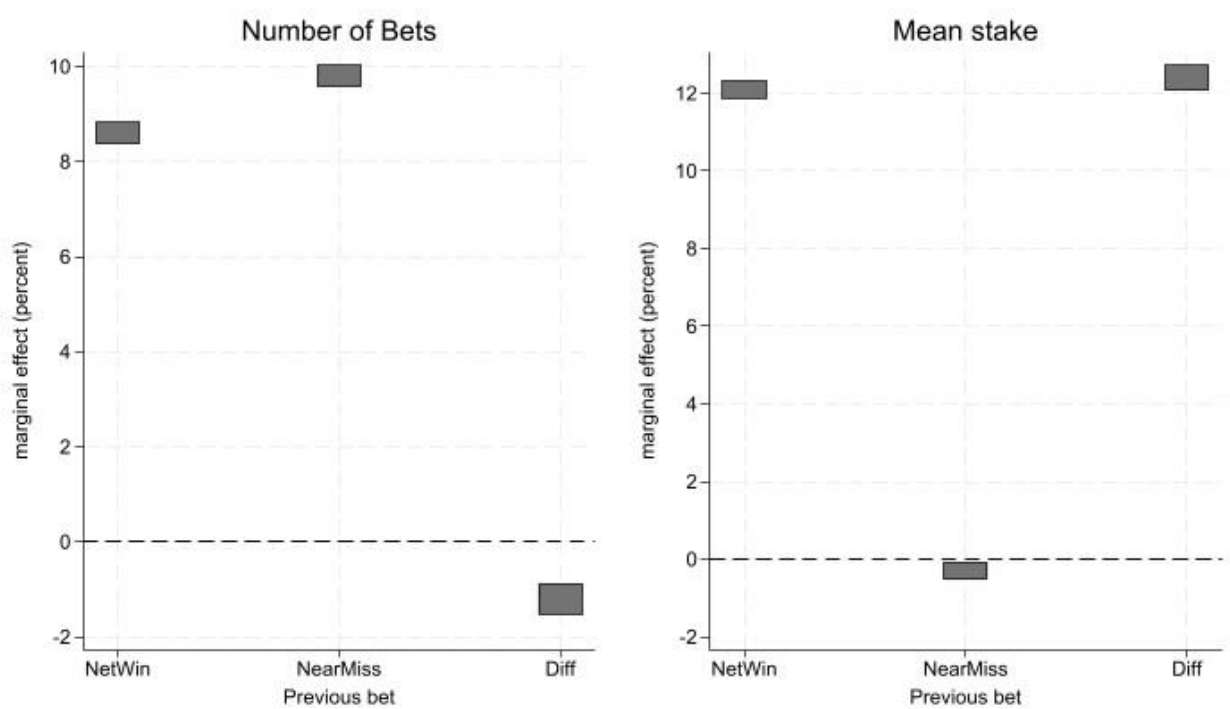 Number of Bets
marginal effect (percent)
10
8
6
4
2
0
-2
NetWin NearMiss Diff
Previous bet
Mean stake
marginal effect (percent)
12
10
8
6
4
2
0
-2
NetWin NearMiss Diff
Previous bet